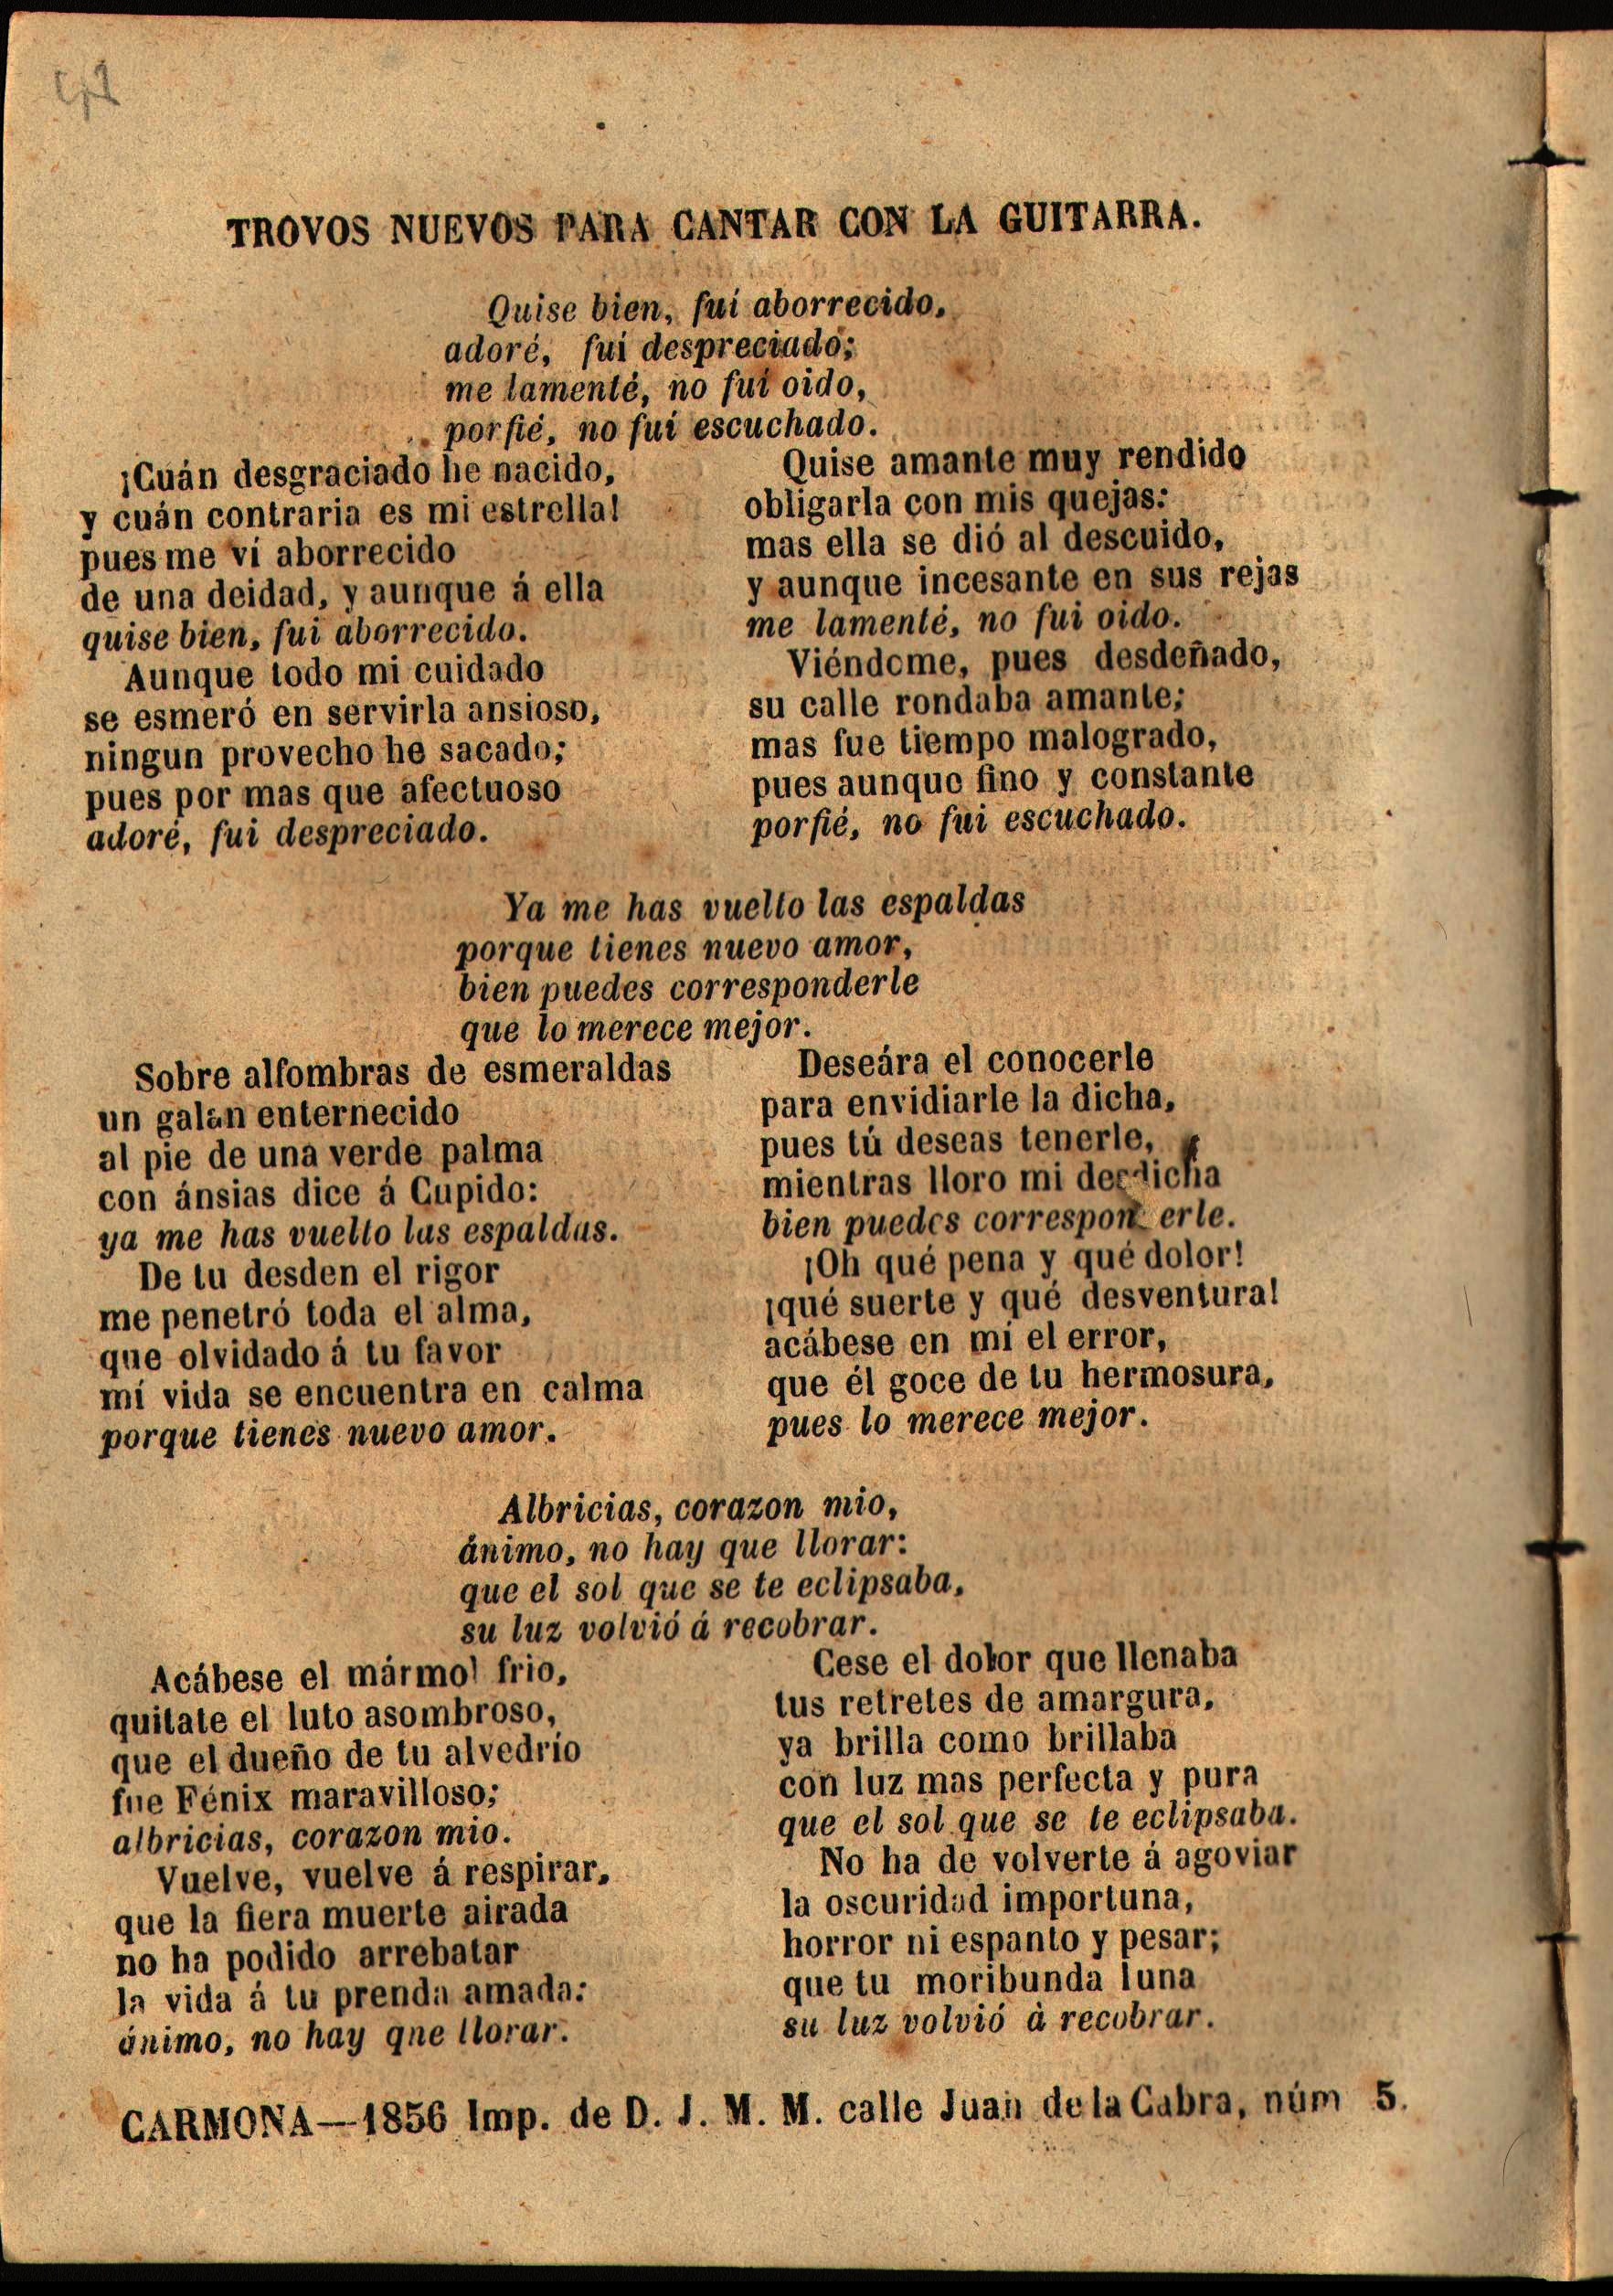 TROVOS NUEVOS PARA CANTAR CON LA GUITARRA.
Quise bien, fui aborrecido,
adoré, fui despreciado;
me lamenté, no fui oido,
porfié, no fui escuchado.
¡Cuán desgraciado he nacido,
y cuán contraria es mi estrella!
pues me ví aborrecido
de una deidad, y aunque á ella
quise bien, fui aborrecido.
Aunque todo mi cuidado
se esmeró en servirla ansioso,
ningun provecho he sacado;
pues por mas que afectuoso
adoré, fui despreciado.
Quise amante muy rendido
obligarla con mis quejas:
mas ella se dió al descuido,
y aunque incesante en sus rejas
me lamenté, no fui oido.
Viéndome, pues desdeñado,
su calle rondaba amante;
mas fue tiempo malogrado,
pues aunque fino y constante
porfié, no fui escuchado.
Ya me has vuelto las espaldas
porque tienes nuevo amor,
bien puedes corresponderle
que lo merece mejor.
Sobre alfombras de esmeraldas
un galan enternecido
al pie de una verde palma
con ánsias dice á Cupido:
ya me has vuelto las espaldas.
De tu desden el rigor
me penetró toda el alma,
que olvidado á tu favor
mí vida se encuentra en calma
porque tienes nuevo amor.
Deseára el conocerle
para envidiarle la dicha,
pues tú deseas tenerle,
mientras lloro mi desdicha
bien puedes corresponderle.
¡Oh qué pena y qué dolor!
¡qué suerte y qué desventura!
acábese en mi el error,
que él goce de tu hermosura,
pues lo merece mejor.
Albricias, corazon mio,
ánimo, no hay que llorar:
que el sol que se te eclipsaba,
su luz volvió á recobrar.
Acábese el mármol frio,
quitate el luto asombroso,
que el dueño de tu alvedrío
fue Fénix maravilloso;
albricias, corazon mio.
Vuelve, vuelve á respirar,
que la fiera muerte airada
no ha podido arrebatar
la vida á tu prenda amada:
ánimo, no hay qne llorar.
Cese el dolor que llenaba
tus retretes de amargura,
ya brilla como brillaba
con luz mas perfecta y pura
que el sol que se te eclipsaba.
No ha de volverte á agoviar
la oscuridad importuna,
horror ni espanto y pesar;
que tu moribunda luna
su luz volvió à recobrar.
CARMONA—1856 Imp. de D. J. M. M. calle Juan de la Cabra, núm 5.